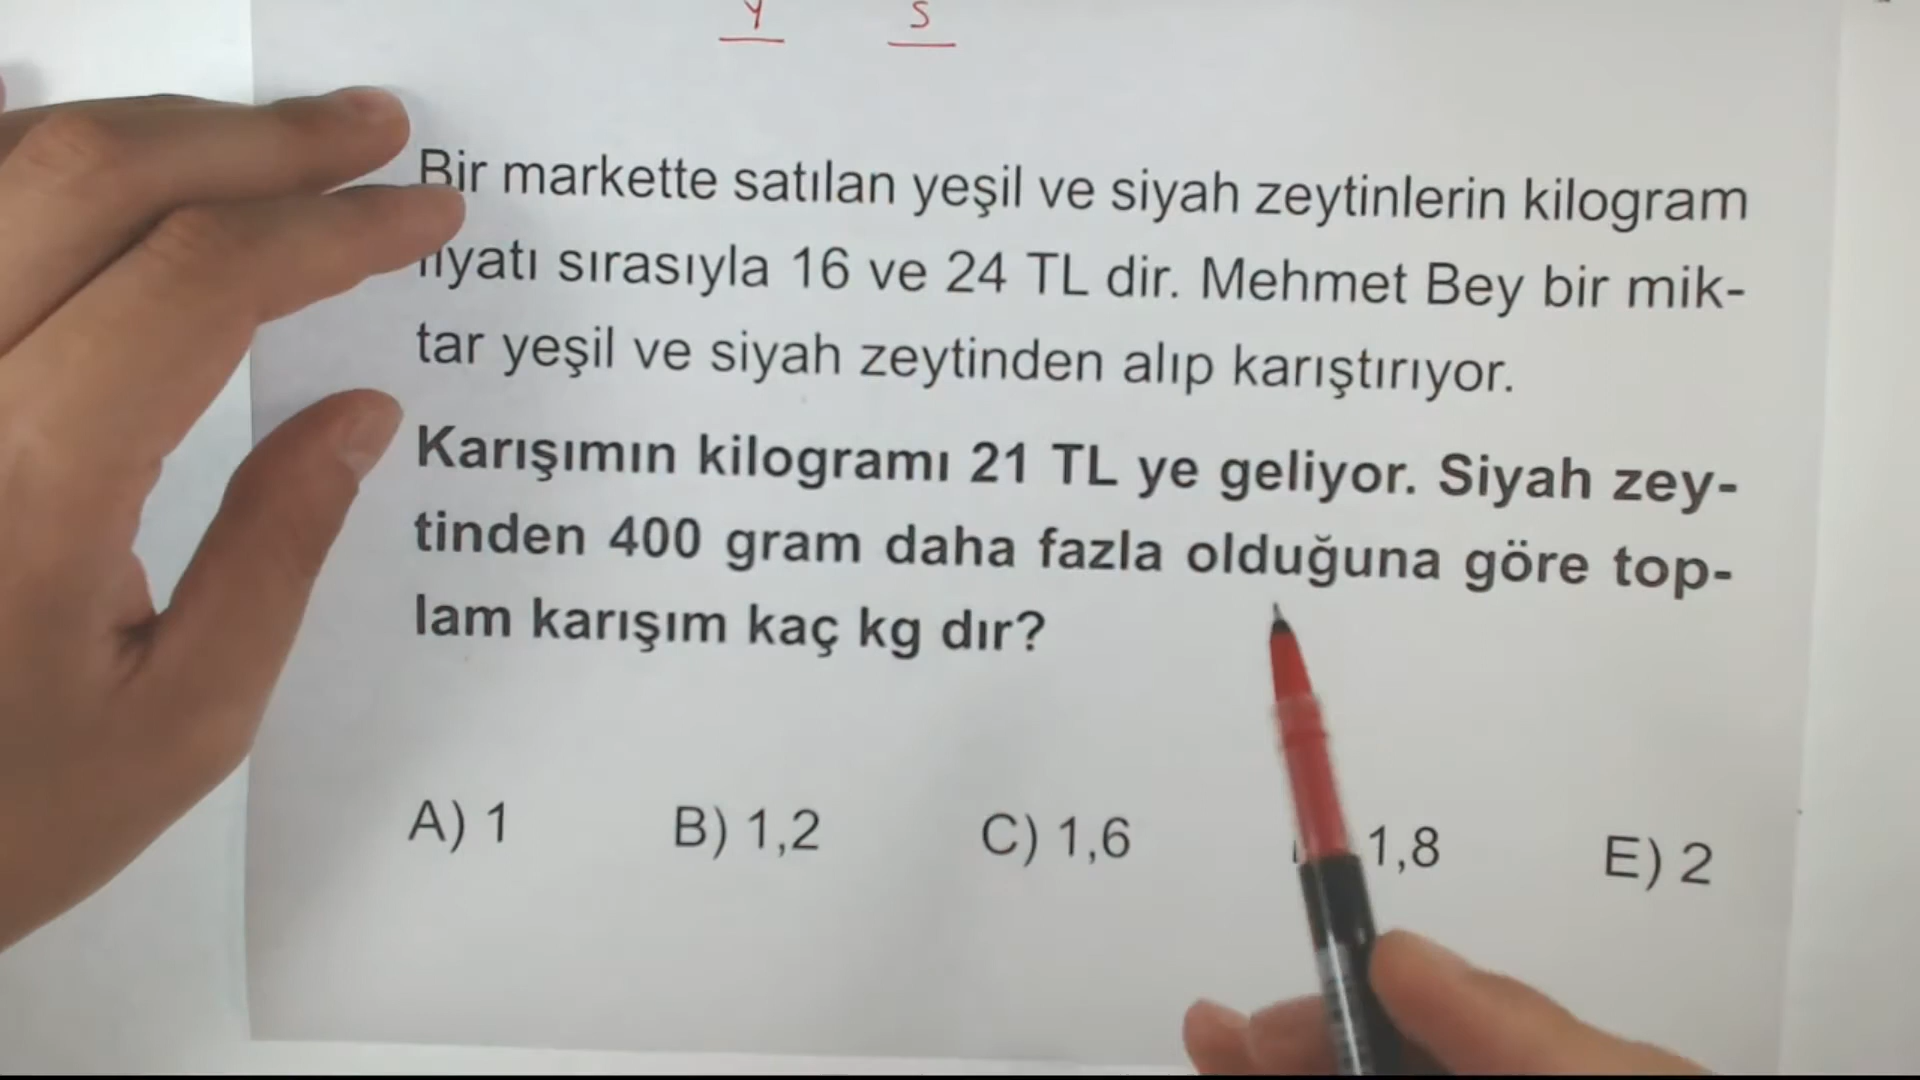 Y S
Bir markette satılan yeşil ve siyah zeytinlerin kilogram
fiyatı sırasıyla 16 ve 24 TL dir. Mehmet Bey bir mik-
tar yeşil ve siyah zeytinden alıp karıştırıyor.
Karışımın kilogramı 21 TL ye geliyor. Siyah zey-
tinden 400 gram daha fazla olduğuna göre top-
lam karışım kaç kg dır?
A) 1 B) 1,2 C) 1,6 1,8 E) 2